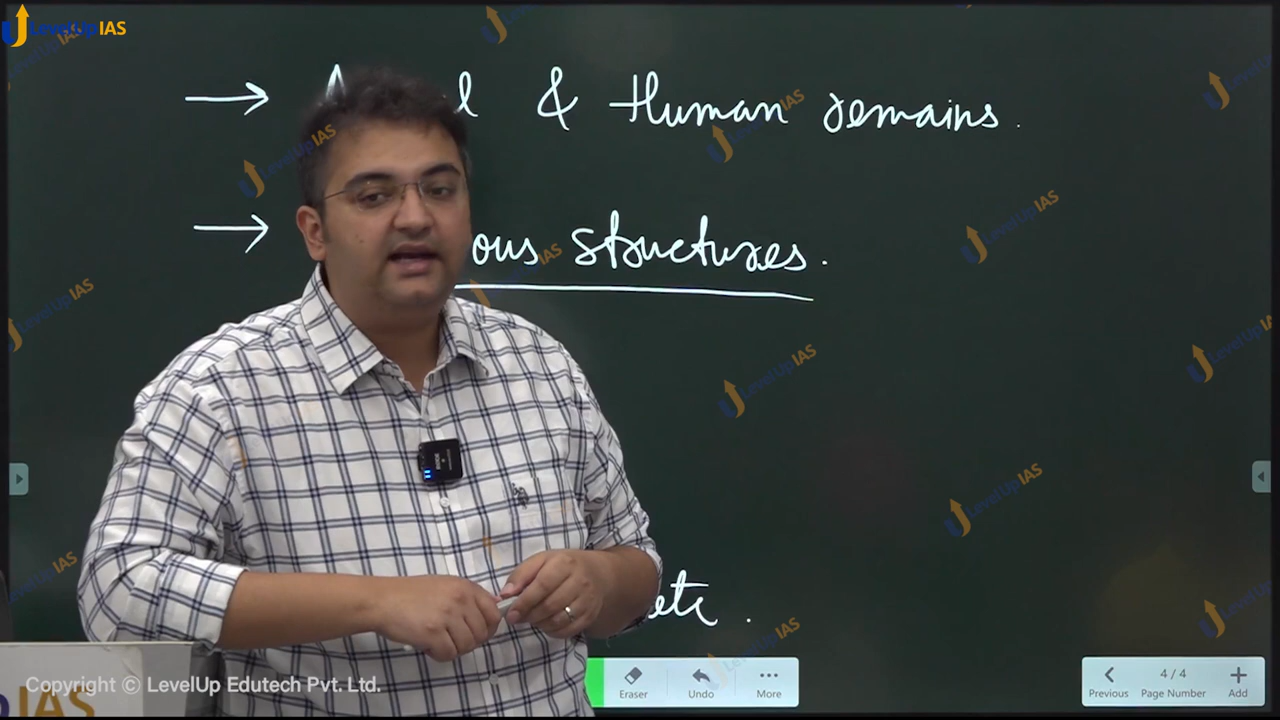 LevelUp IAS
→ & Human remains.
→ ous structures.
etc.
Eraser Undo More
Previous 4 / 4 Page Number Add
Copyright © LevelUp Edutech Pvt. Ltd.
IAS